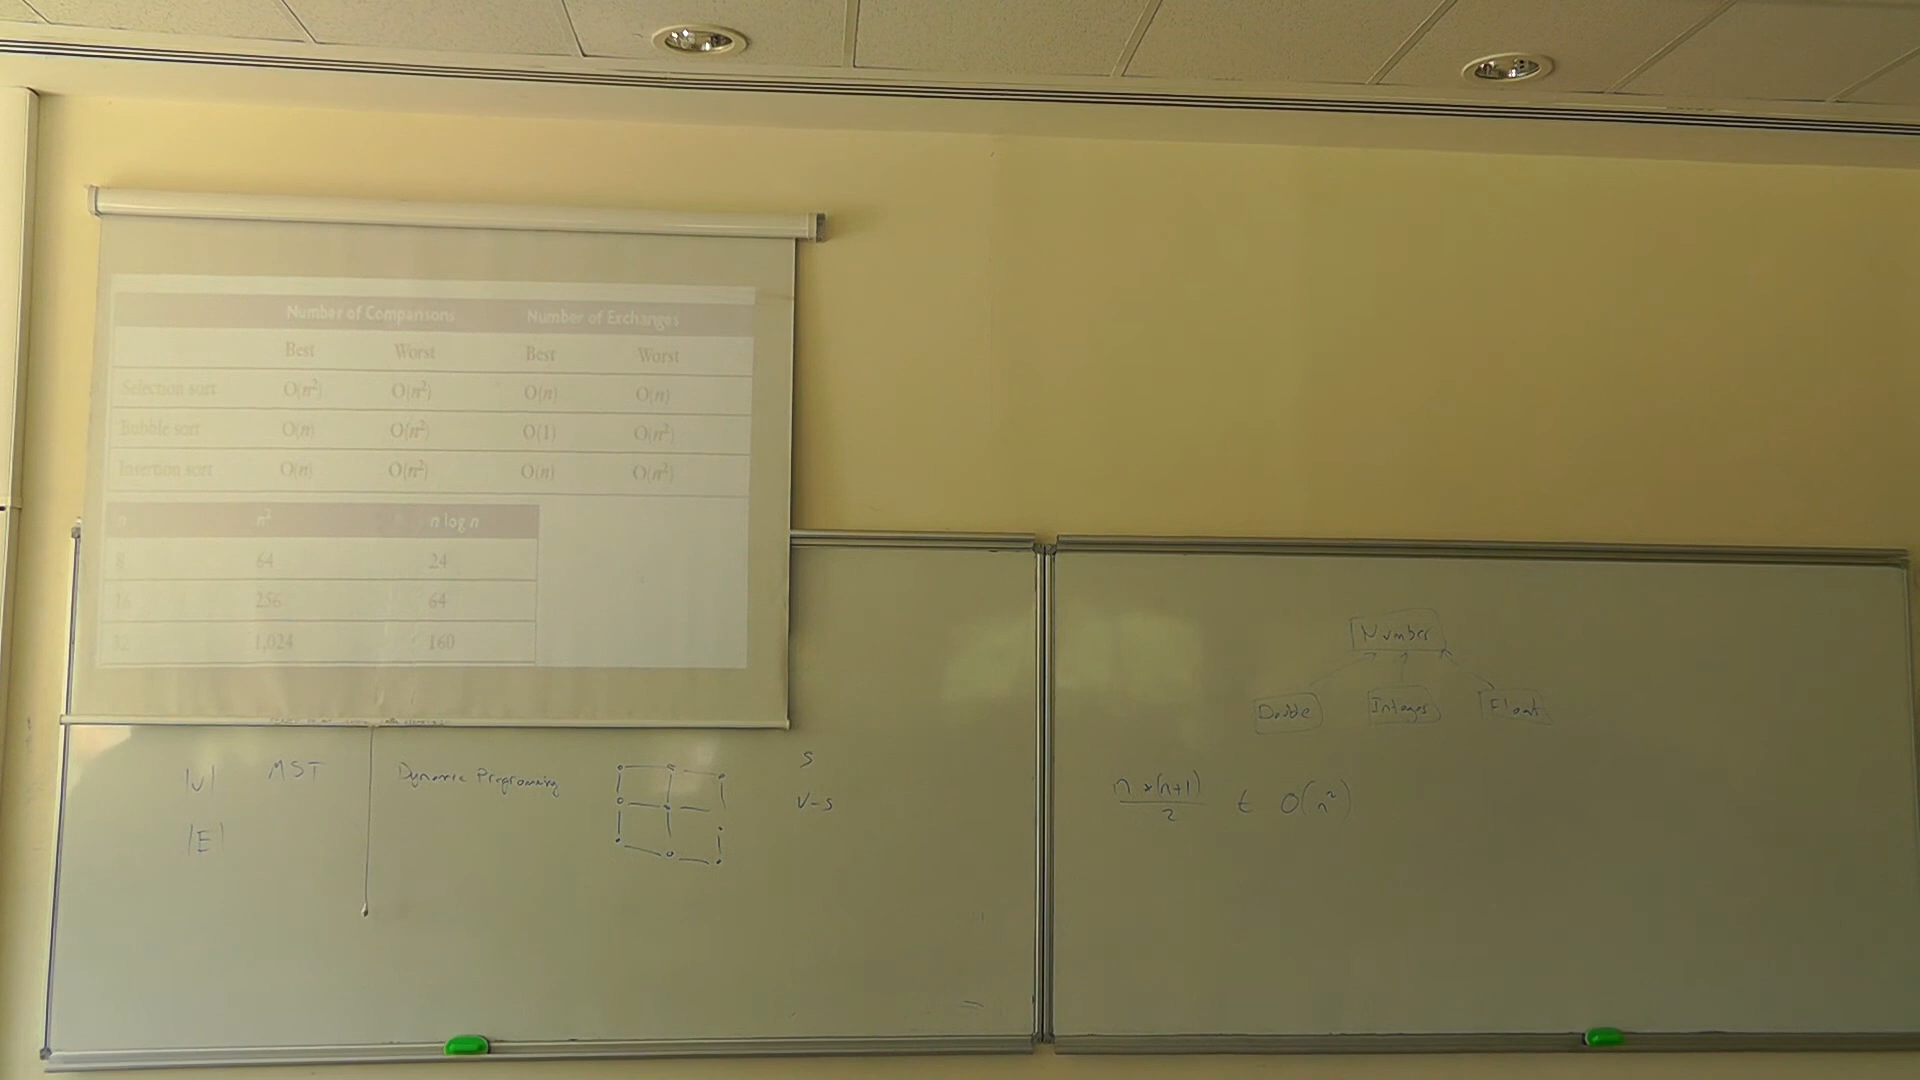 Number of Comparisons Number of Exchanges
Best Worst Best Worst
Selection sort O(n²) O(n²) O(n) O(n)
Bubble sort O(n) O(n²) O(1) O(n²)
Insertion sort O(n) O(n²) O(n) O(n²)
n n² n log n
8 64 24
16 256 64
32 1,024 160
Number
Double Integer Float
|V| MST Dynamic Programming S
V-S
|E|
n*(n+1)/2 ∈ O(n²)